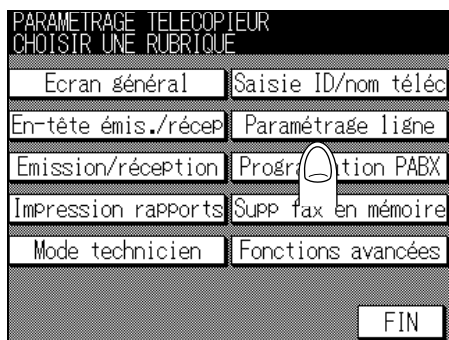 PARAMETRAGE TELECOPIEUR
CHOISIR UNE RUBRIQUE
Ecran général Saisie ID/nom téléc
En-tête émis./récep Paramétrage ligne
Emission/réception PABX
Impression rapports Supp fax en mémoire
Mode technicien Fonctions avancées
FIN